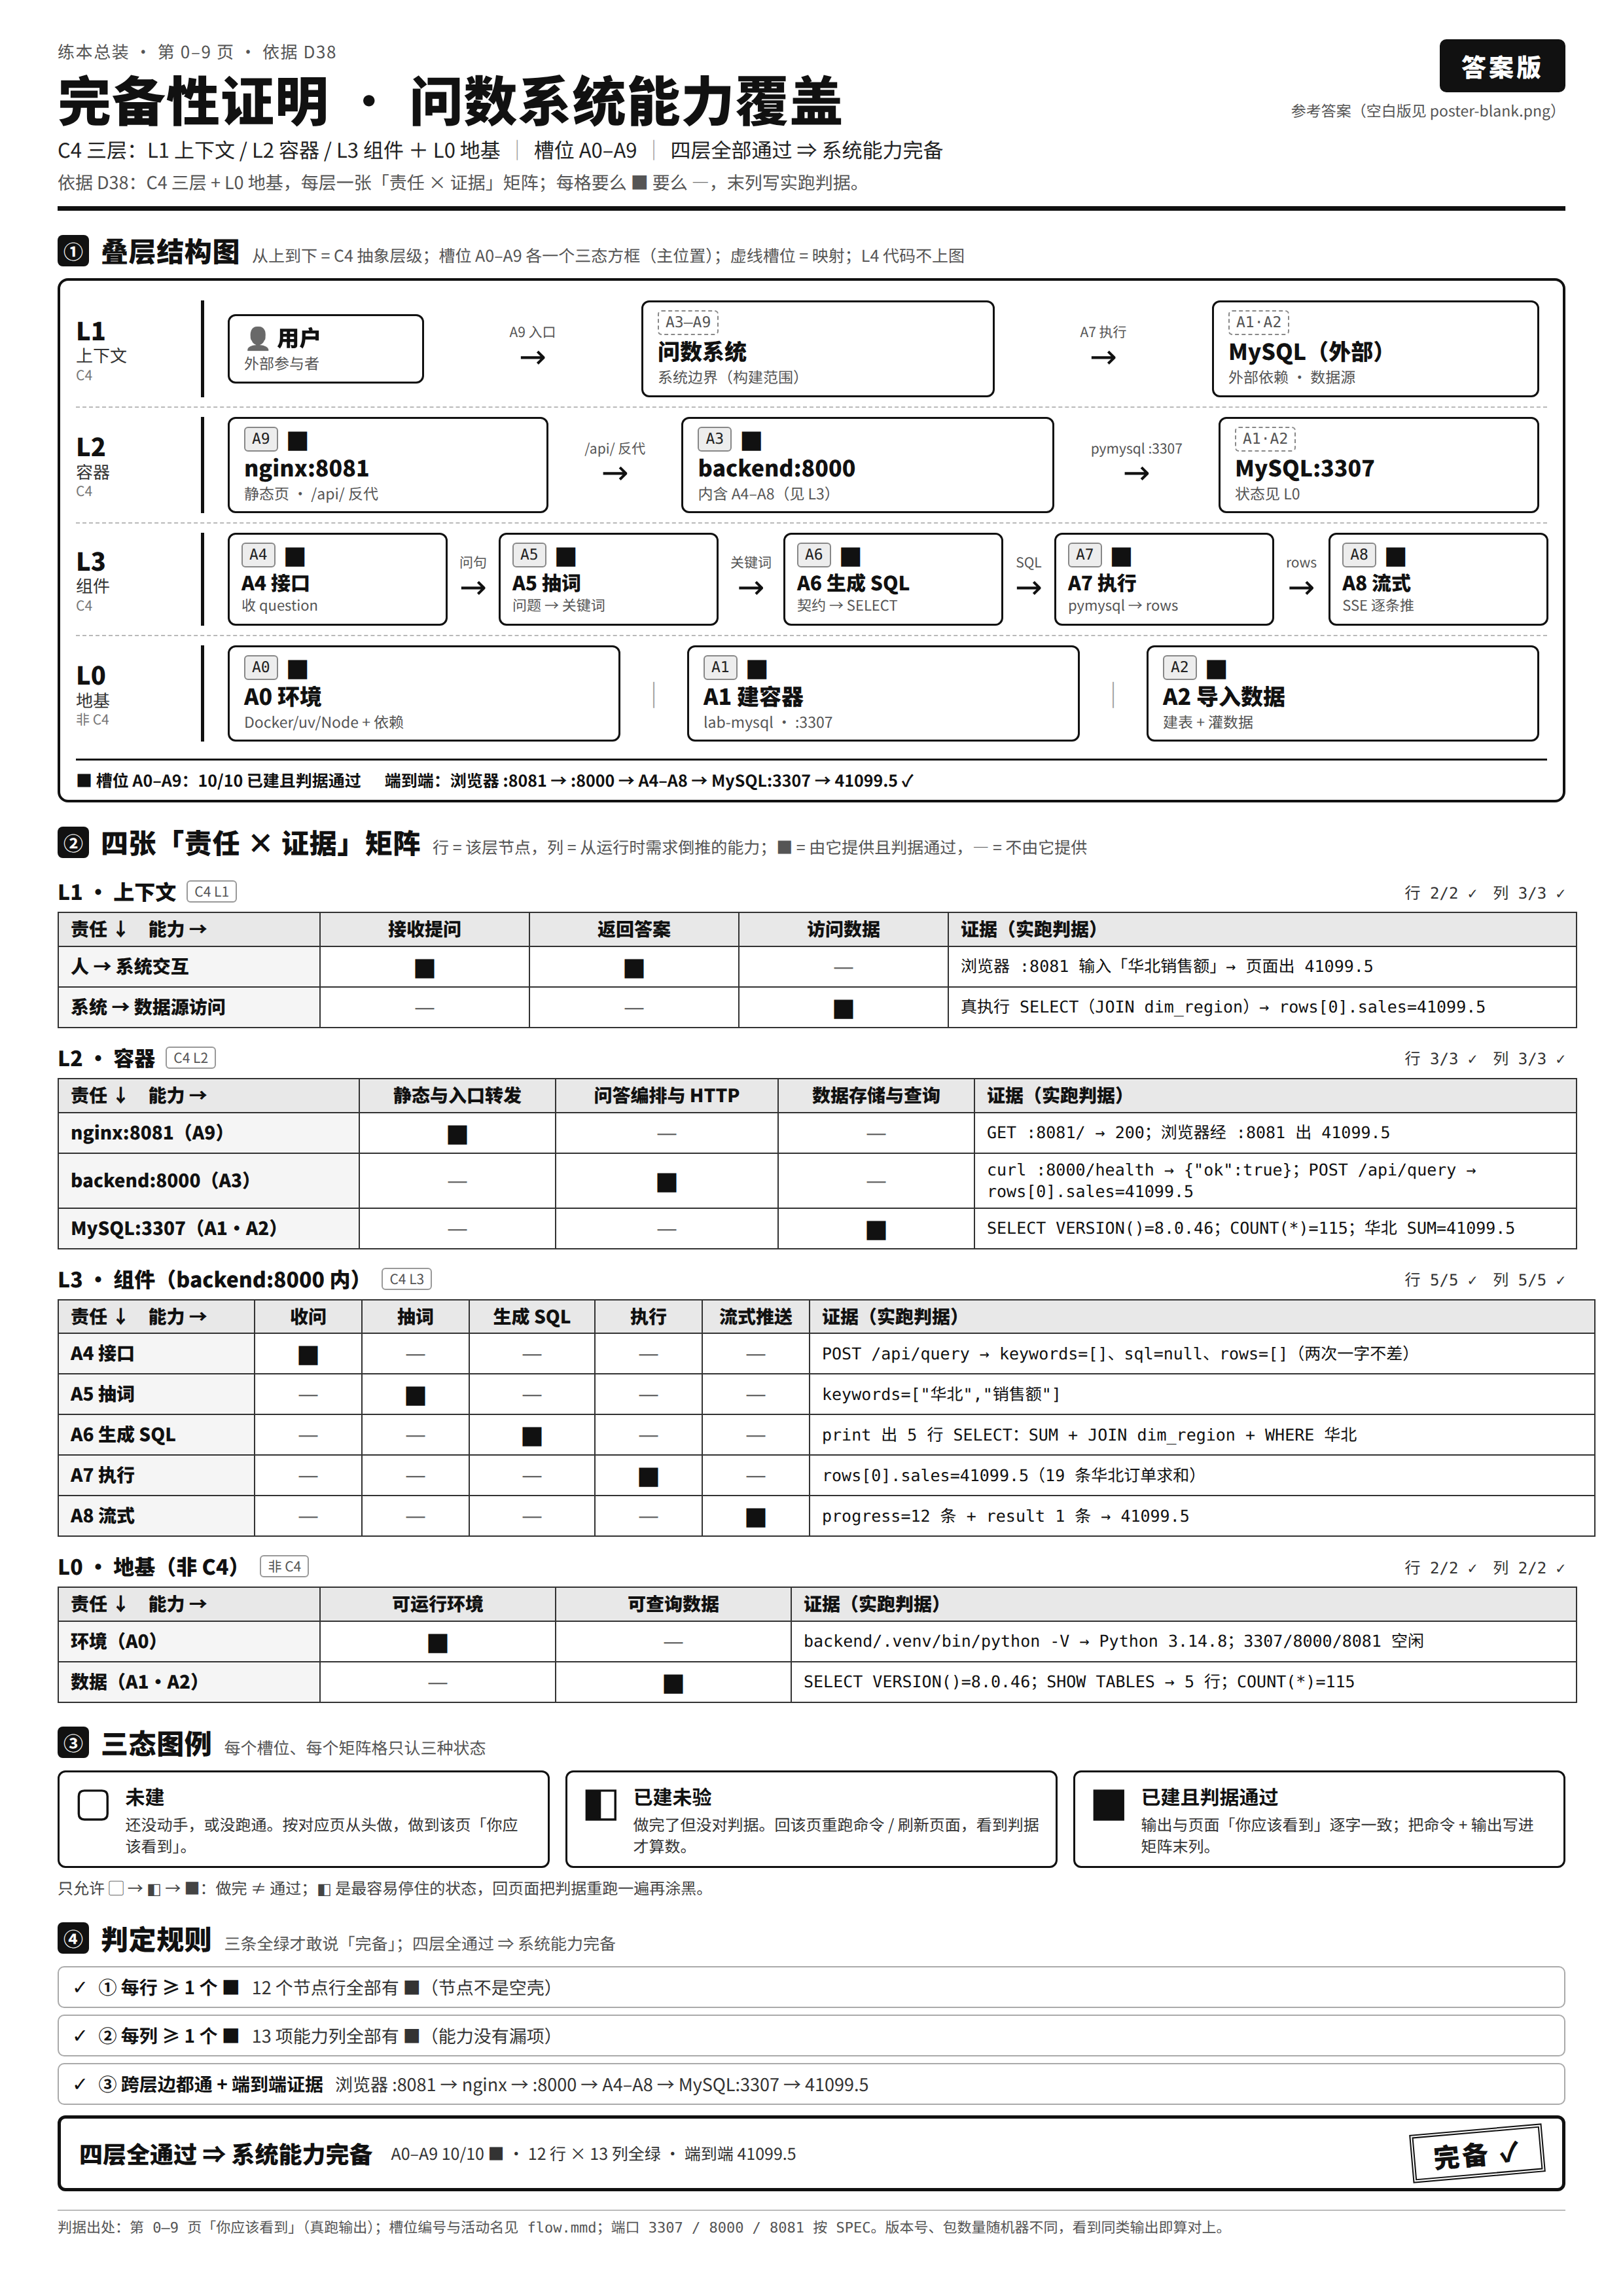 练本总装 · 第 0–9 页 · 依据 D38
答案版
完备性证明 · 问数系统能力覆盖
参考答案（空白版见 poster-blank.png）
C4 三层：L1 上下文 / L2 容器 / L3 组件 ＋ L0 地基 ｜ 槽位 A0–A9 ｜ 四层全部通过 ⇒ 系统能力完备
依据 D38：C4 三层 + L0 地基，每层一张「责任 × 证据」矩阵；每格要么 ■ 要么 —，末列写实跑判据。
① 叠层结构图 从上到下 = C4 抽象层级；槽位 A0–A9 各一个三态方框（主位置）；虚线槽位 = 映射；L4 代码不上图
L1
上下文
C4
👤 用户
外部参与者
A9 入口
→
A3–A9
问数系统
系统边界（构建范围）
A7 执行
→
A1·A2
MySQL（外部）
外部依赖 · 数据源
L2
容器
C4
A9 ■
nginx:8081
静态页 · /api/ 反代
/api/ 反代
→
A3 ■
backend:8000
内含 A4–A8（见 L3）
pymysql :3307
→
A1·A2
MySQL:3307
状态见 L0
L3
组件
C4
A4 ■
A4 接口
收 question
问句
→
A5 ■
A5 抽词
问题 → 关键词
关键词
→
A6 ■
A6 生成 SQL
契约 → SELECT
SQL
→
A7 ■
A7 执行
pymysql → rows
rows
→
A8 ■
A8 流式
SSE 逐条推
L0
地基
非 C4
A0 ■
A0 环境
Docker/uv/Node + 依赖
A1 ■
A1 建容器
lab-mysql · :3307
A2 ■
A2 导入数据
建表 + 灌数据
■ 槽位 A0–A9：10/10 已建且判据通过 端到端：浏览器 :8081 → :8000 → A4–A8 → MySQL:3307 → 41099.5 ✓
② 四张「责任 × 证据」矩阵 行 = 该层节点，列 = 从运行时需求倒推的能力；■ = 由它提供且判据通过，— = 不由它提供
L1 · 上下文 C4 L1 行 2/2 ✓ 列 3/3 ✓
责任 ↓ 能力 → 接收提问 返回答案 访问数据 证据（实跑判据）
人 → 系统交互 ■ ■ — 浏览器 :8081 输入「华北销售额」→ 页面出 41099.5
系统 → 数据源访问 — — ■ 真执行 SELECT（JOIN dim_region）→ rows[0].sales=41099.5
L2 · 容器 C4 L2 行 3/3 ✓ 列 3/3 ✓
责任 ↓ 能力 → 静态与入口转发 问答编排与 HTTP 数据存储与查询 证据（实跑判据）
nginx:8081（A9） ■ — — GET :8081/ → 200；浏览器经 :8081 出 41099.5
backend:8000（A3） — ■ — curl :8000/health → {"ok":true}；POST /api/query →
rows[0].sales=41099.5
MySQL:3307（A1·A2） — — ■ SELECT VERSION()=8.0.46；COUNT(*)=115；华北 SUM=41099.5
L3 · 组件（backend:8000 内） C4 L3 行 5/5 ✓ 列 5/5 ✓
责任 ↓ 能力 → 收问 抽词 生成 SQL 执行 流式推送 证据（实跑判据）
A4 接口 ■ — — — — POST /api/query → keywords=[]、sql=null、rows=[]（两次一字不差）
A5 抽词 — ■ — — — keywords=["华北","销售额"]
A6 生成 SQL — — ■ — — print 出 5 行 SELECT：SUM + JOIN dim_region + WHERE 华北
A7 执行 — — — ■ — rows[0].sales=41099.5（19 条华北订单求和）
A8 流式 — — — — ■ progress=12 条 + result 1 条 → 41099.5
L0 · 地基（非 C4） 非 C4 行 2/2 ✓ 列 2/2 ✓
责任 ↓ 能力 → 可运行环境 可查询数据 证据（实跑判据）
环境（A0） ■ — backend/.venv/bin/python -V → Python 3.14.8；3307/8000/8081 空闲
数据（A1·A2） — ■ SELECT VERSION()=8.0.46；SHOW TABLES → 5 行；COUNT(*)=115
③ 三态图例 每个槽位、每个矩阵格只认三种状态
未建
还没动手，或没跑通。按对应页从头做，做到该页「你应
该看到」。
已建未验
做完了但没对判据。回该页重跑命令 / 刷新页面，看到判据
才算数。
已建且判据通过
输出与页面「你应该看到」逐字一致；把命令 + 输出写进
矩阵末列。
只允许 ▢ → ◧ → ■：做完 ≠ 通过；◧ 是最容易停住的状态，回页面把判据重跑一遍再涂黑。
④ 判定规则 三条全绿才敢说「完备」；四层全通过 ⇒ 系统能力完备
✓ ① 每行 ≥ 1 个 ■ 12 个节点行全部有 ■（节点不是空壳）
✓ ② 每列 ≥ 1 个 ■ 13 项能力列全部有 ■（能力没有漏项）
✓ ③ 跨层边都通 + 端到端证据 浏览器 :8081 → nginx → :8000 → A4–A8 → MySQL:3307 → 41099.5
四层全通过 ⇒ 系统能力完备 A0–A9 10/10 ■ · 12 行 × 13 列全绿 · 端到端 41099.5
完备 ✓
判据出处：第 0–9 页「你应该看到」（真跑输出）；槽位编号与活动名见 flow.mmd；端口 3307 / 8000 / 8081 按 SPEC。版本号、包数量随机器不同，看到同类输出即算对上。